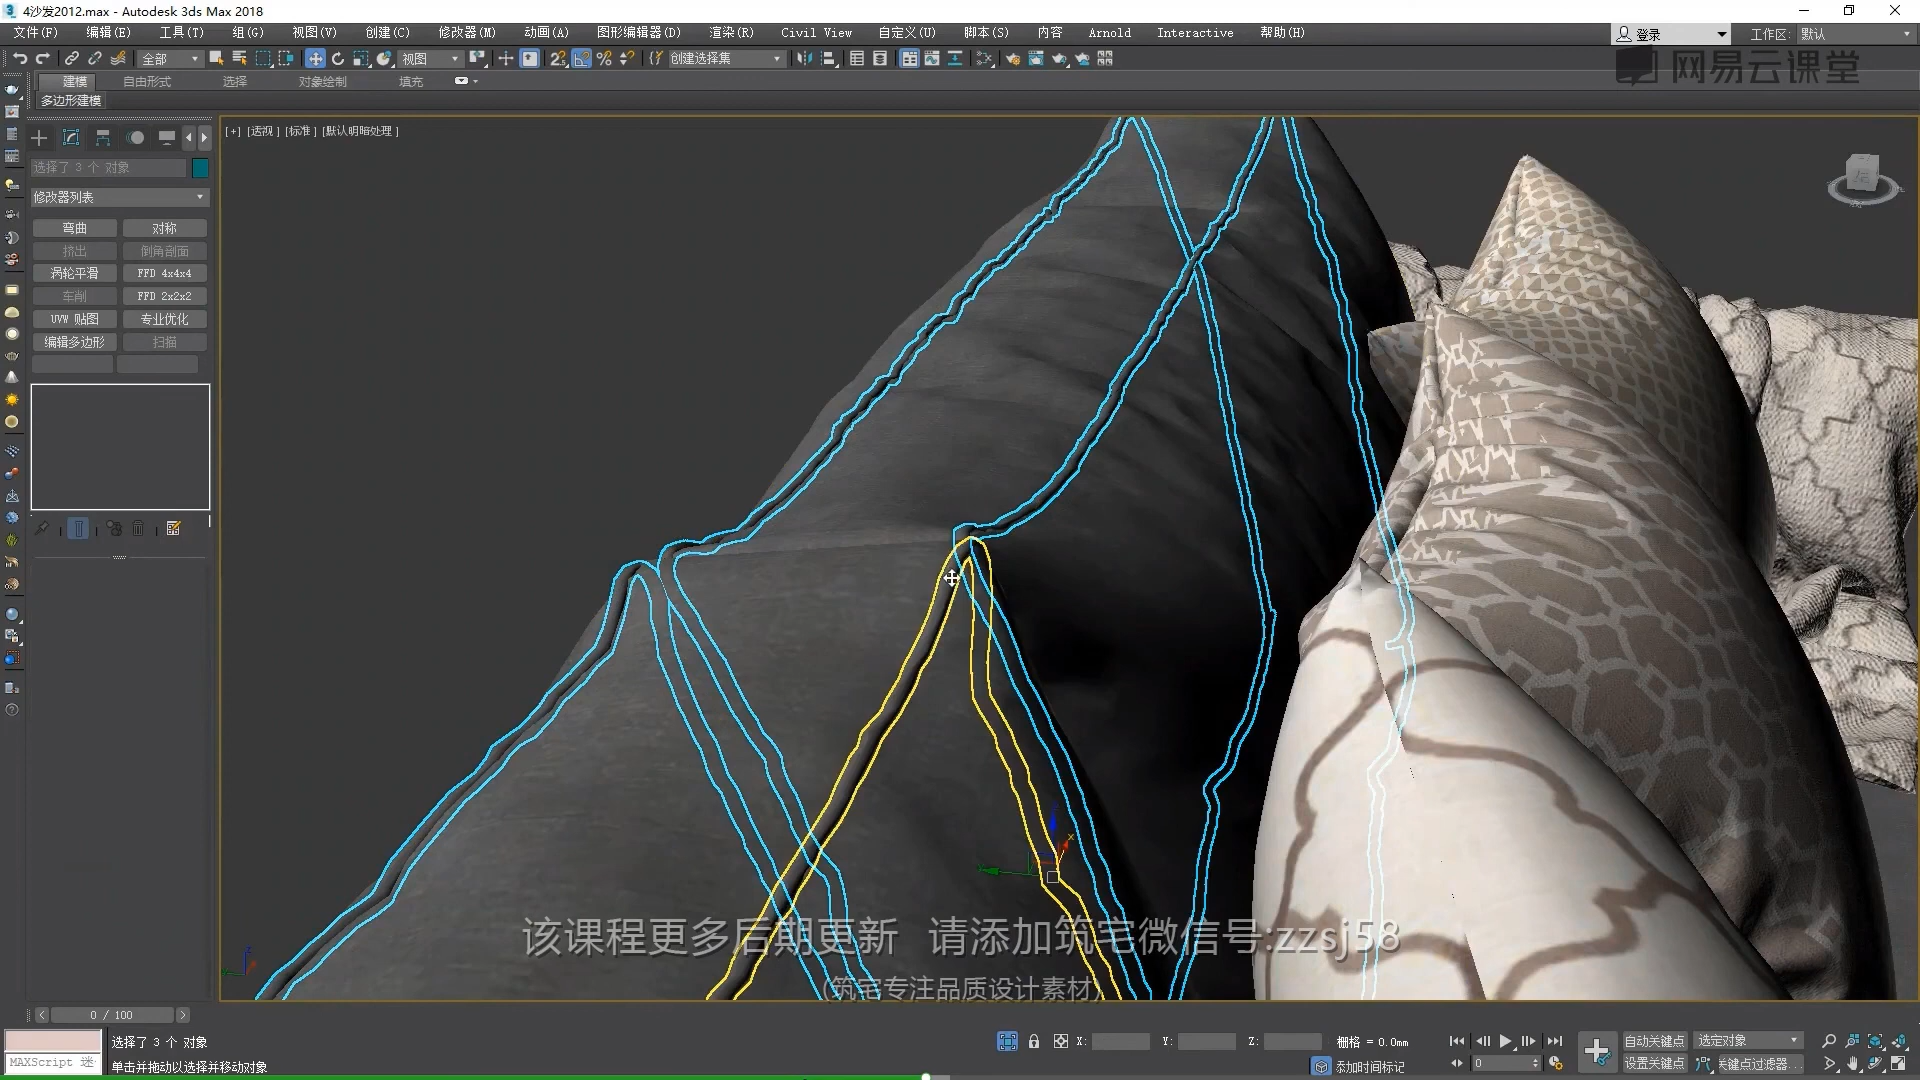 4沙发2012.max - Autodesk 3ds Max 2018
文件(F) 编辑(E) 工具(T) 组(G) 视图(V) 创建(C) 修改器(M) 动画(A) 图形编辑器(D) 渲染(R) Civil View 自定义(U) 脚本(S) 内容 Arnold Interactive 帮助(H) 登录 工作区: 默认
全部 视图 创建选择集
网易云课堂
建模 自由形式 选择 对象绘制 填充
多边形建模
[+] [透视] [标准] [默认明暗处理]
选择了 3 个 对象
修改器列表
弯曲 对称
挤出 倒角剖面
涡轮平滑 FFD 4x4x4
车削 FFD 2x2x2
UVW 贴图 专业优化
编辑多边形 扫描
该课程更多后期更新 请添加筑宅微信号:zzsj58
(筑宅专注品质设计素材)
0 / 100
选择了 3 个 对象 X: Y: Z: 栅格 = 0.0mm 自动关键点 选定对象
MAXScript 迷 单击并拖动以选择并移动对象 添加时间标记 0 设置关键点 关键点过滤器...